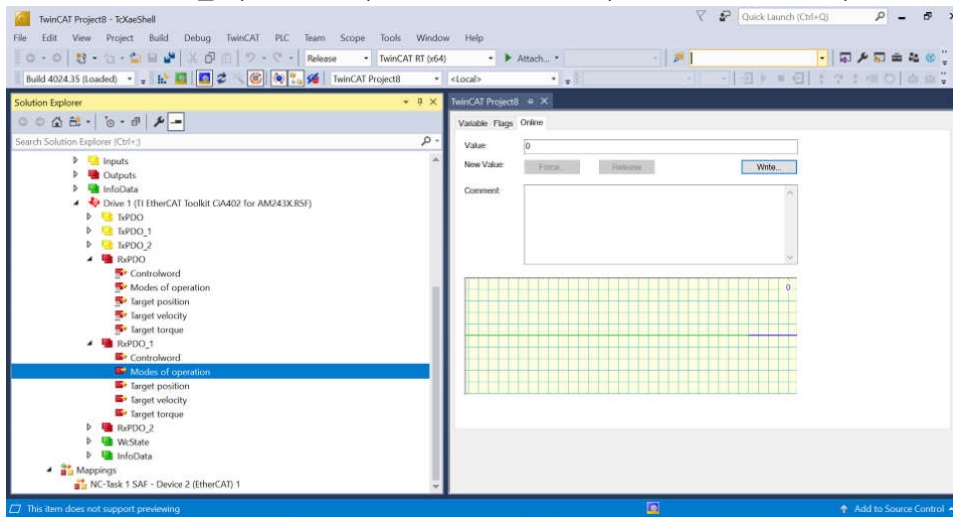 TwinCAT Project8 - TcXaeShell
Quick Launch (Ctrl+Q)
File Edit View Project Build Debug TwinCAT PLC Team Scope Tools Window Help
Release TwinCAT RT (x64) Attach...
Build 4024.35 (Loaded) TwinCAT Project8 <Local>
Solution Explorer
Search Solution Explorer (Ctrl+;)
Inputs
Outputs
InfoData
Drive 1 (TI EtherCAT Toolkit CiA402 for AM243X.R5F)
TxPDO
TxPDO_1
TxPDO_2
RxPDO
Controlword
Modes of operation
Target position
Target velocity
Target torque
RxPDO_1
Controlword
Modes of operation
Target position
Target velocity
Target torque
RxPDO_2
WcState
InfoData
Mappings
NC-Task 1 SAF - Device 2 (EtherCAT) 1
TwinCAT Project8
Variable Flags Online
Value: 0
New Value: Force... Release Write...
Comment:
0
This item does not support previewing
Add to Source Control